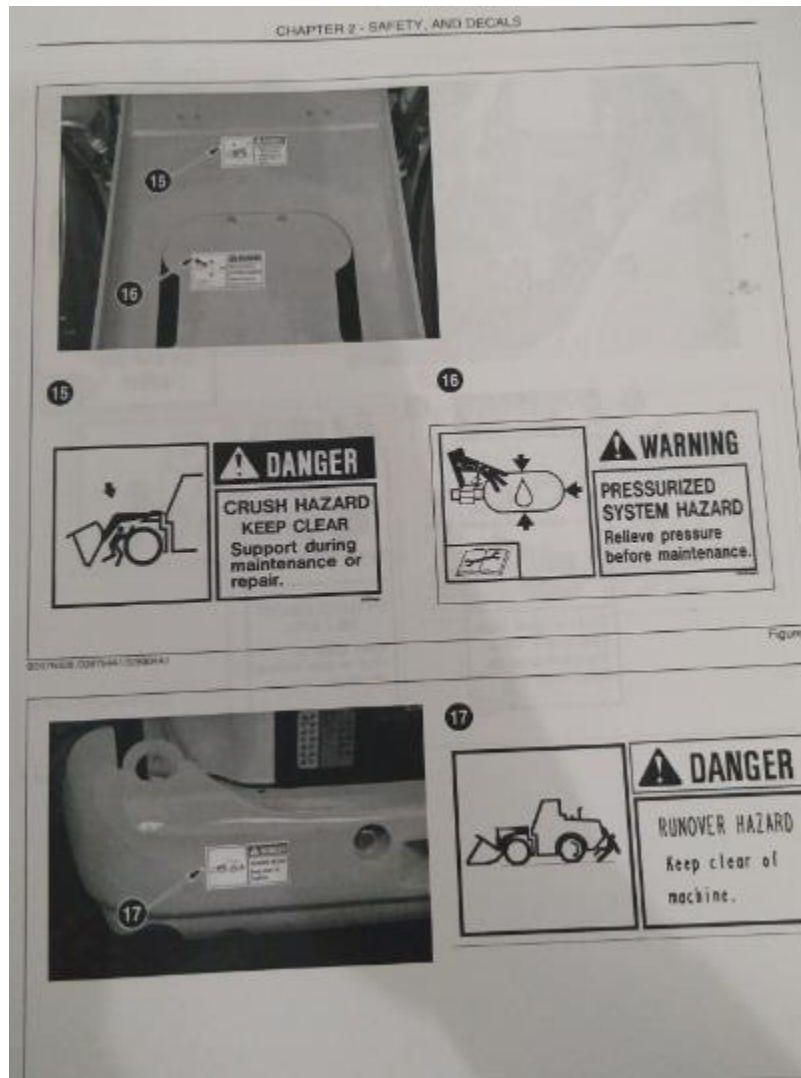 CHAPTER 2 - SAFETY, AND DECALS
15
16
15
16
DANGER
CRUSH HAZARD
KEEP CLEAR
Support during
maintenance or
repair.
WARNING
PRESSURIZED
SYSTEM HAZARD
Relieve pressure
before maintenance.
Figure
17
17
DANGER
RUNOVER HAZARD
Keep clear of
machine.